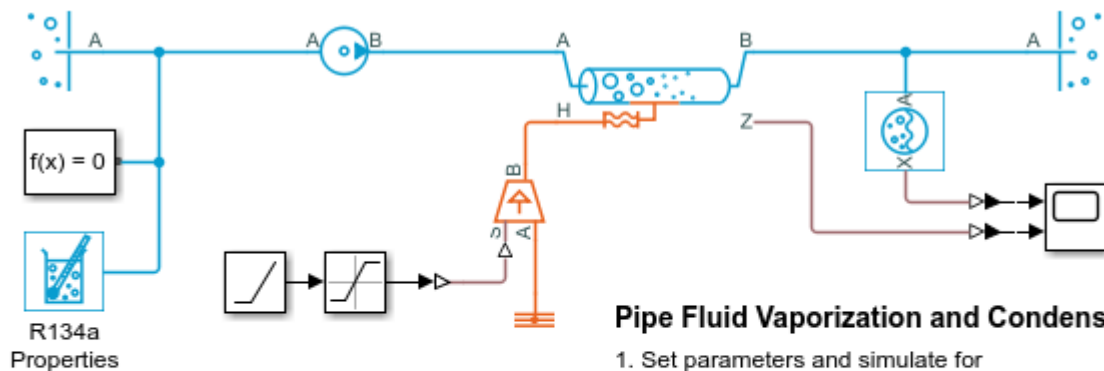 A
A
B
A
B
A
H
Z
A
X
f(x) = 0
B
S
A
R134a
Properties
Pipe Fluid Vaporization and Condens
1. Set parameters and simulate for